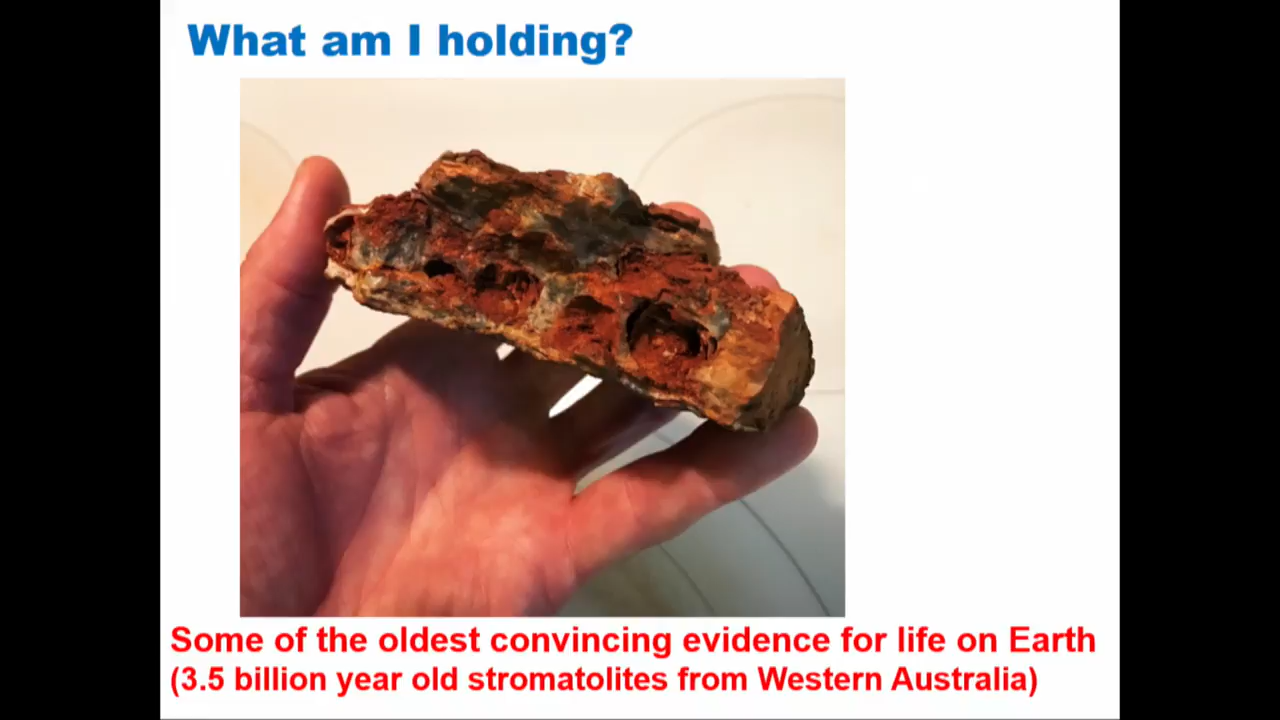 What am I holding?
Some of the oldest convincing evidence for life on Earth
(3.5 billion year old stromatolites from Western Australia)